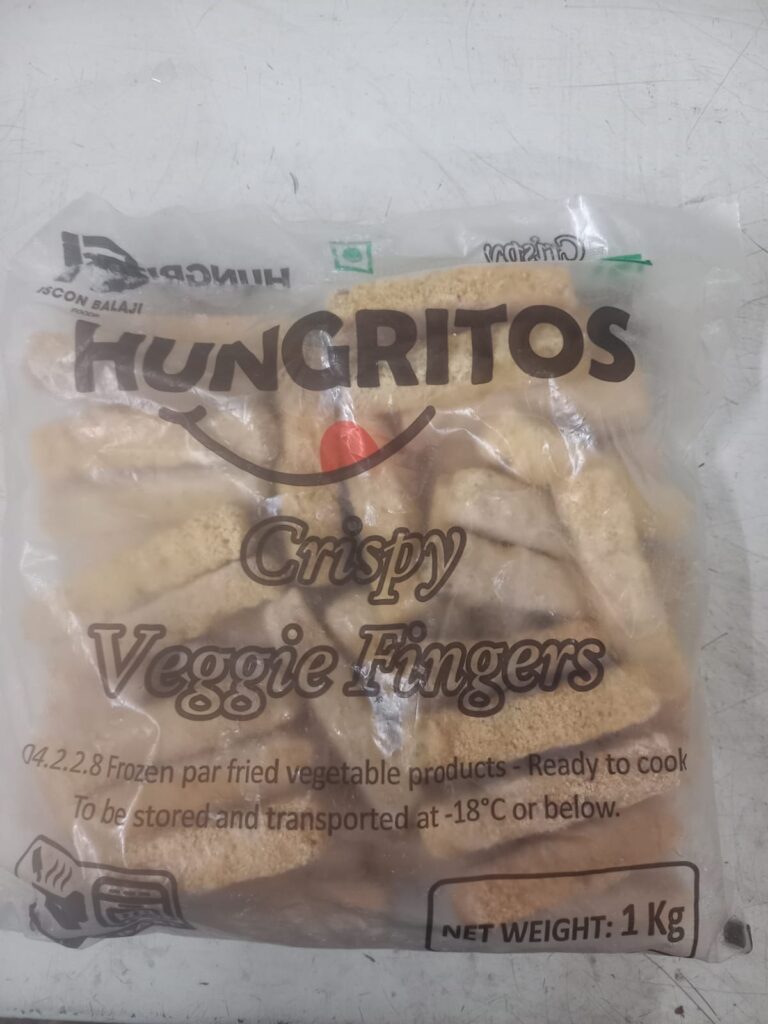 ISCON BALAJI
FOODS
HUNGRITOS
Crispy
Veggie Fingers
04.2.2.8 Frozen par fried vegetable products - Ready to cook
To be stored and transported at -18°C or below.
NET WEIGHT: 1 Kg